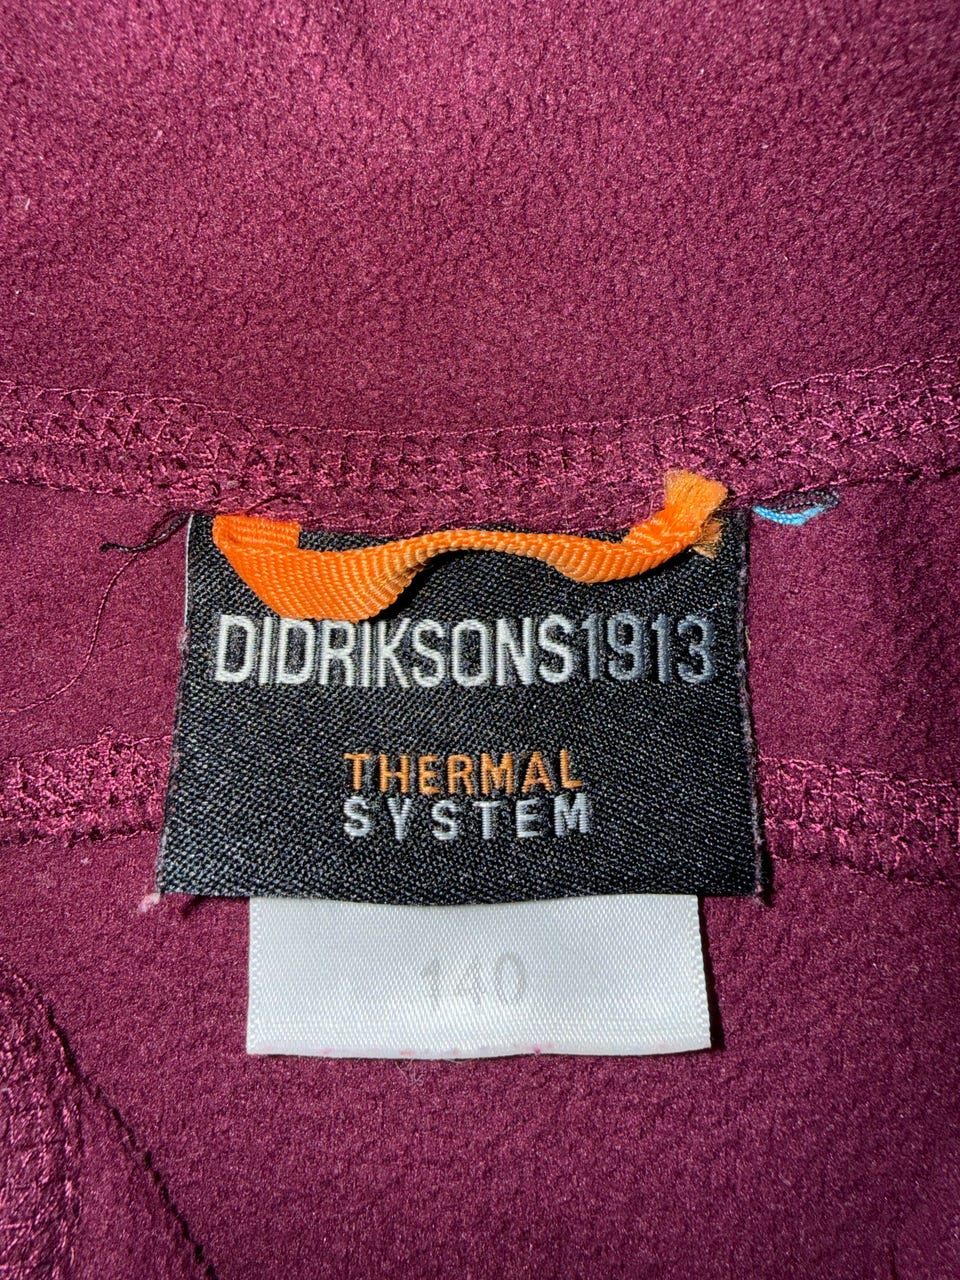 DIDRIKSONS1913
THERMAL
SYSTEM
140